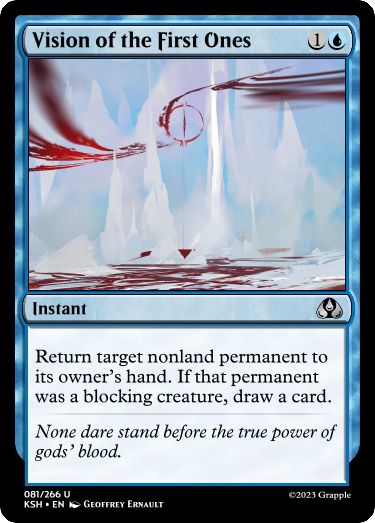 Vision of the First Ones 1
Instant
Return target nonland permanent to
its owner's hand. If that permanent
was a blocking creature, draw a card.
None dare stand before the true power of
gods' blood.
081/266 U
KSH • EN Geoffrey Ernault
©2023 Grapple